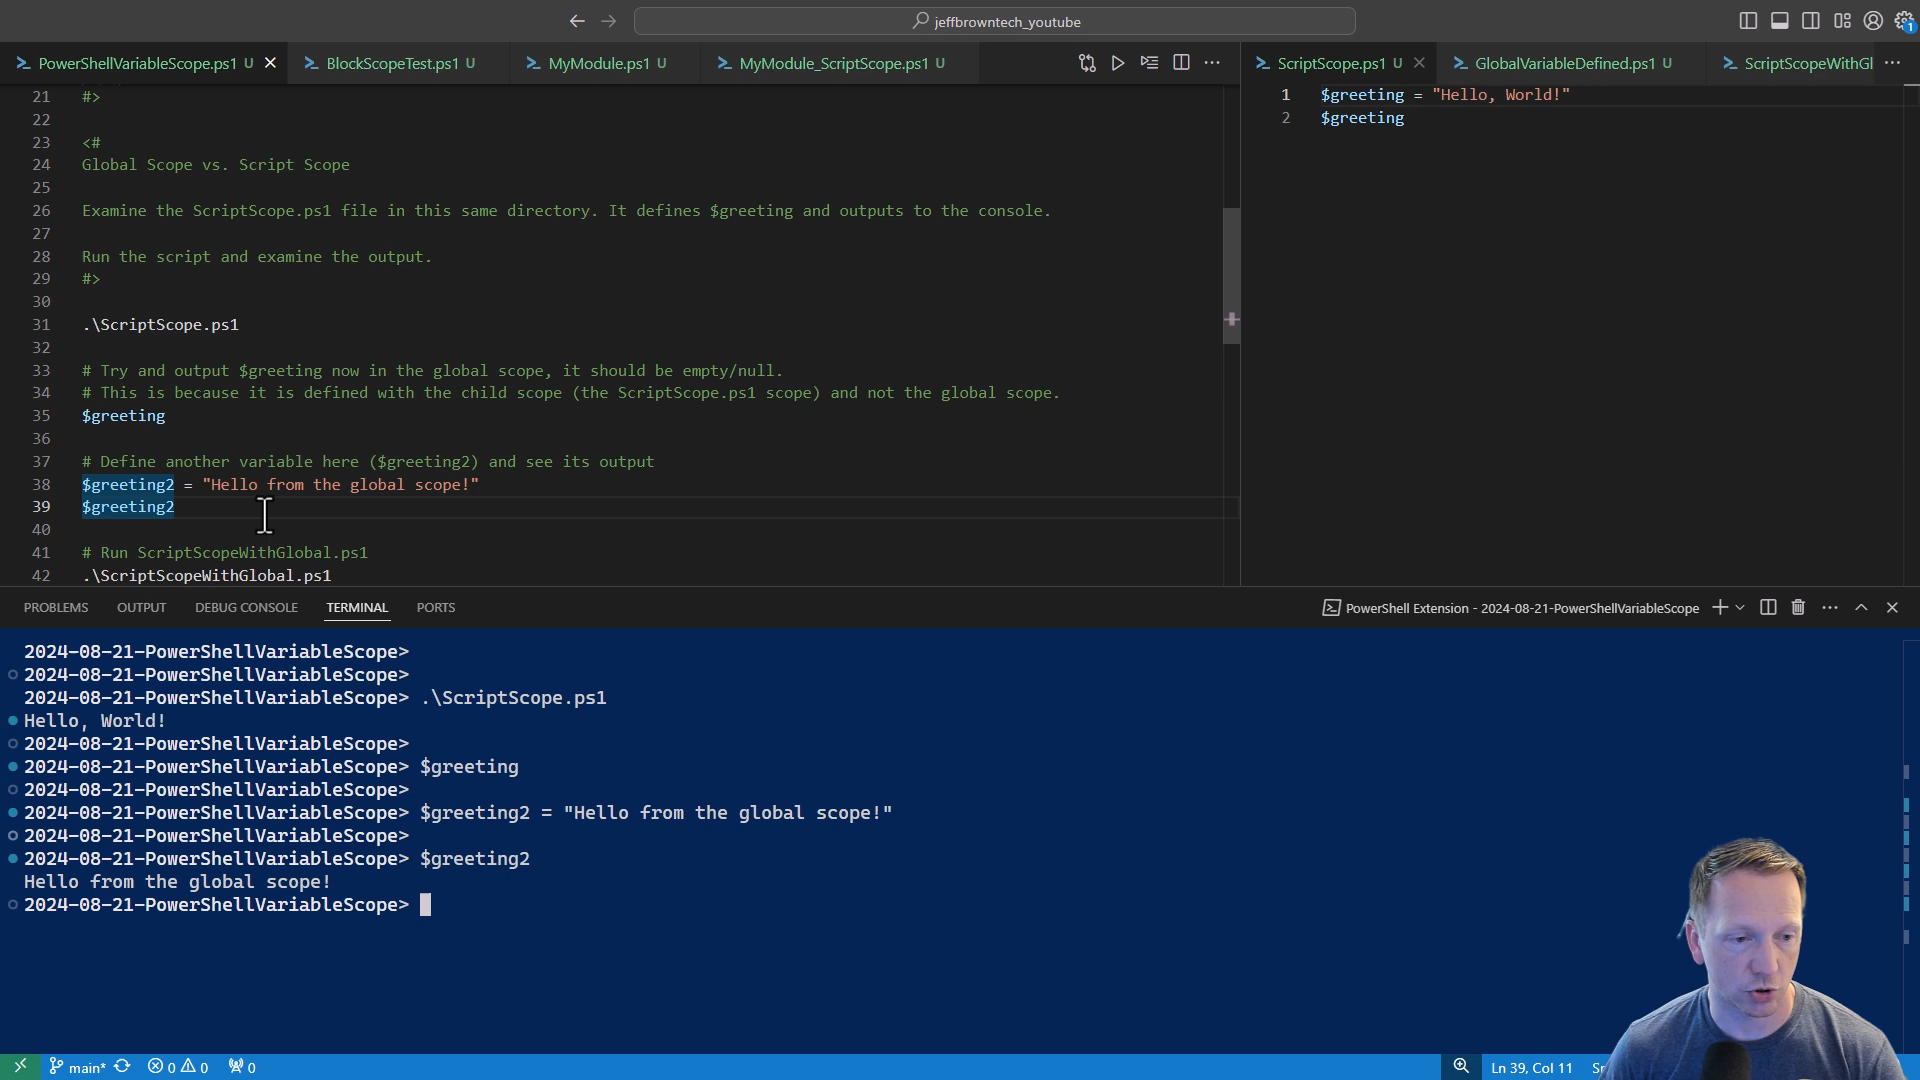 jeffbrowntech_youtube
1
PowerShellVariableScope.ps1 U
BlockScopeTest.ps1 U
MyModule.ps1 U
MyModule_ScriptScope.ps1 U
ScriptScope.ps1 U
GlobalVariableDefined.ps1 U
ScriptScopeWithGl
21 #>
22
23 <#
24 Global Scope vs. Script Scope
25
26 Examine the ScriptScope.ps1 file in this same directory. It defines $greeting and outputs to the console.
27
28 Run the script and examine the output.
29 #>
30
31 .\ScriptScope.ps1
32
33 # Try and output $greeting now in the global scope, it should be empty/null.
34 # This is because it is defined with the child scope (the ScriptScope.ps1 scope) and not the global scope.
35 $greeting
36
37 # Define another variable here ($greeting2) and see its output
38 $greeting2 = "Hello from the global scope!"
39 $greeting2
40
41 # Run ScriptScopeWithGlobal.ps1
42 .\ScriptScopeWithGlobal.ps1
1 $greeting = "Hello, World!"
2 $greeting
PROBLEMS OUTPUT DEBUG CONSOLE TERMINAL PORTS
PowerShell Extension - 2024-08-21-PowerShellVariableScope
2024-08-21-PowerShellVariableScope>
2024-08-21-PowerShellVariableScope>
2024-08-21-PowerShellVariableScope> .\ScriptScope.ps1
Hello, World!
2024-08-21-PowerShellVariableScope>
2024-08-21-PowerShellVariableScope> $greeting
2024-08-21-PowerShellVariableScope>
2024-08-21-PowerShellVariableScope> $greeting2 = "Hello from the global scope!"
2024-08-21-PowerShellVariableScope>
2024-08-21-PowerShellVariableScope> $greeting2
Hello from the global scope!
2024-08-21-PowerShellVariableScope>
main* 0 0 0
Ln 39, Col 11